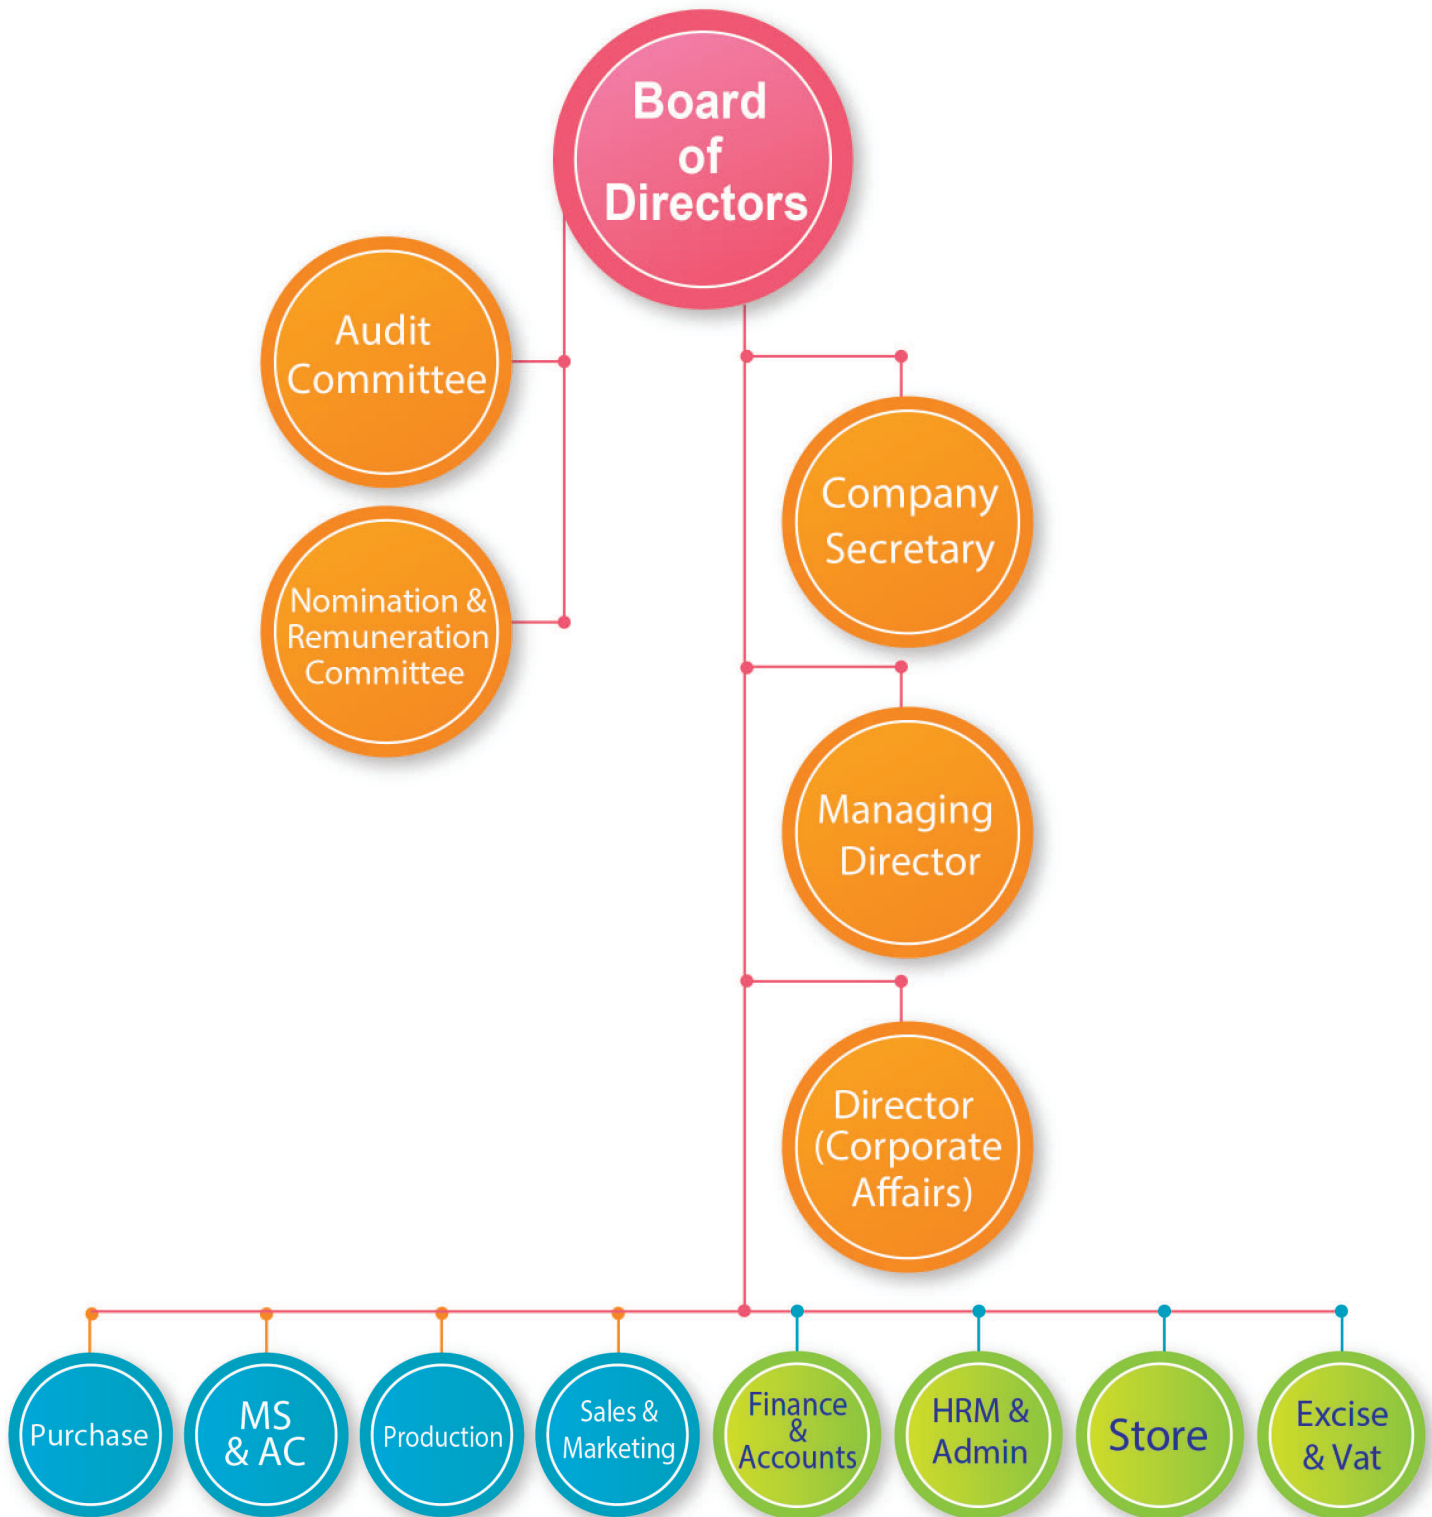 Board
of
Directors
Audit
Committee
Nomination &
Remuneration
Committee
Company
Secretary
Managing
Director
Director
(Corporate
Affairs)
Purchase
MS
& AC
Production
Sales &
Marketing
Finance
&
Accounts
HRM &
Admin
Store
Excise
& Vat